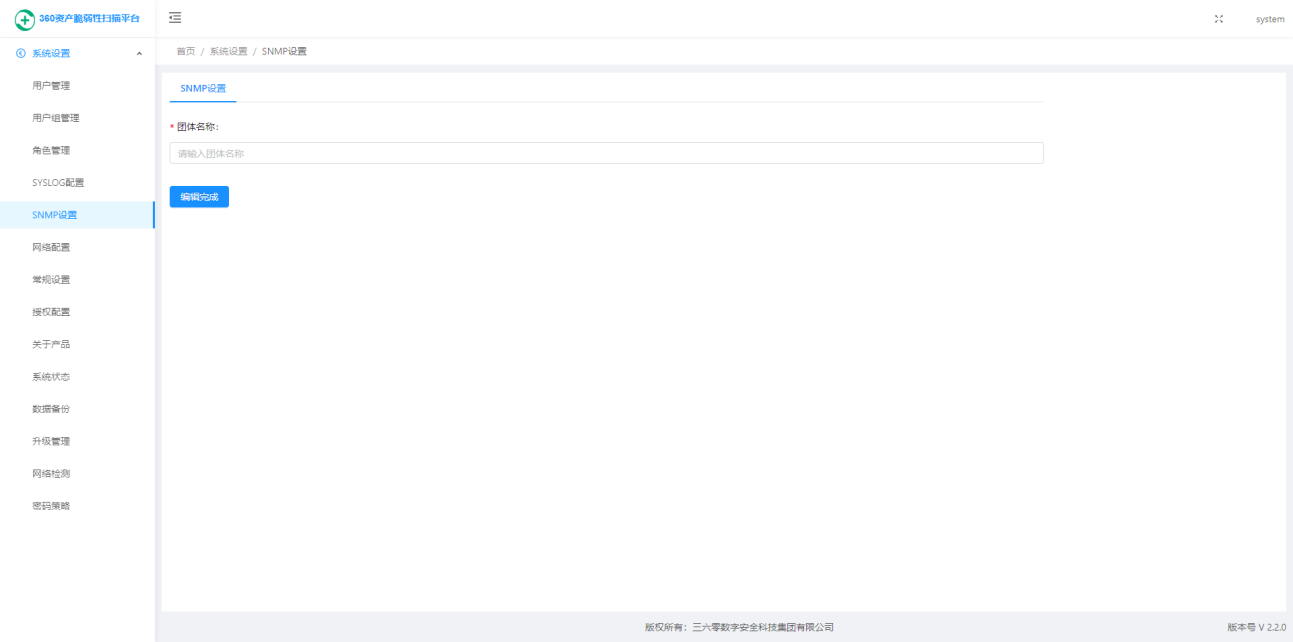 360资产脆弱性扫描平台
system
系统设置
首页 / 系统设置 / SNMP设置
用户管理
用户组管理
角色管理
SYSLOG配置
SNMP设置
网络配置
常规设置
授权配置
关于产品
系统状态
数据备份
升级管理
网络检测
密码策略
SNMP设置
* 团体名称：
请输入团体名称
编辑完成
版权所有：三六零数字安全科技集团有限公司
版本号 V 2.2.0